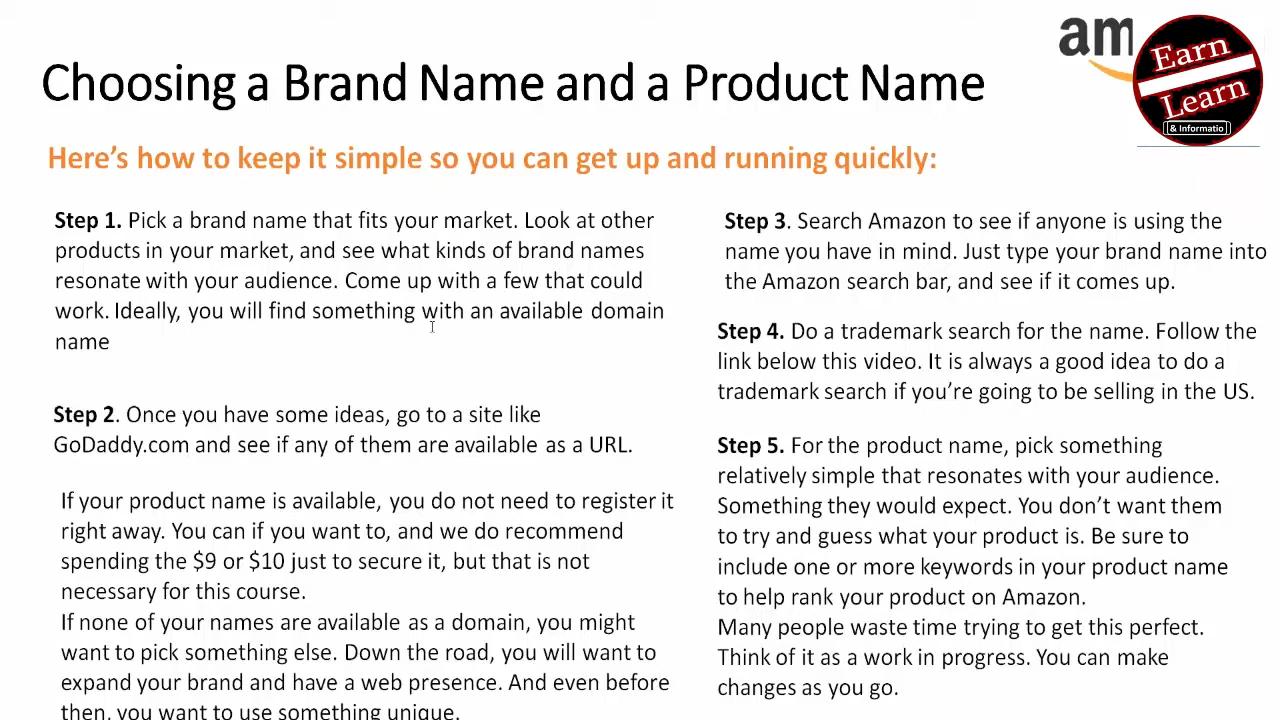 am
Earn
Learn
& Informatio
Choosing a Brand Name and a Product Name
Here’s how to keep it simple so you can get up and running quickly:
Step 1. Pick a brand name that fits your market. Look at other
products in your market, and see what kinds of brand names
resonate with your audience. Come up with a few that could
work. Ideally, you will find something with an available domain
name
Step 2. Once you have some ideas, go to a site like
GoDaddy.com and see if any of them are available as a URL.
If your product name is available, you do not need to register it
right away. You can if you want to, and we do recommend
spending the $9 or $10 just to secure it, but that is not
necessary for this course.
If none of your names are available as a domain, you might
want to pick something else. Down the road, you will want to
expand your brand and have a web presence. And even before
then, you want to use something unique.
Step 3. Search Amazon to see if anyone is using the
name you have in mind. Just type your brand name into
the Amazon search bar, and see if it comes up.
Step 4. Do a trademark search for the name. Follow the
link below this video. It is always a good idea to do a
trademark search if you’re going to be selling in the US.
Step 5. For the product name, pick something
relatively simple that resonates with your audience.
Something they would expect. You don’t want them
to try and guess what your product is. Be sure to
include one or more keywords in your product name
to help rank your product on Amazon.
Many people waste time trying to get this perfect.
Think of it as a work in progress. You can make
changes as you go.